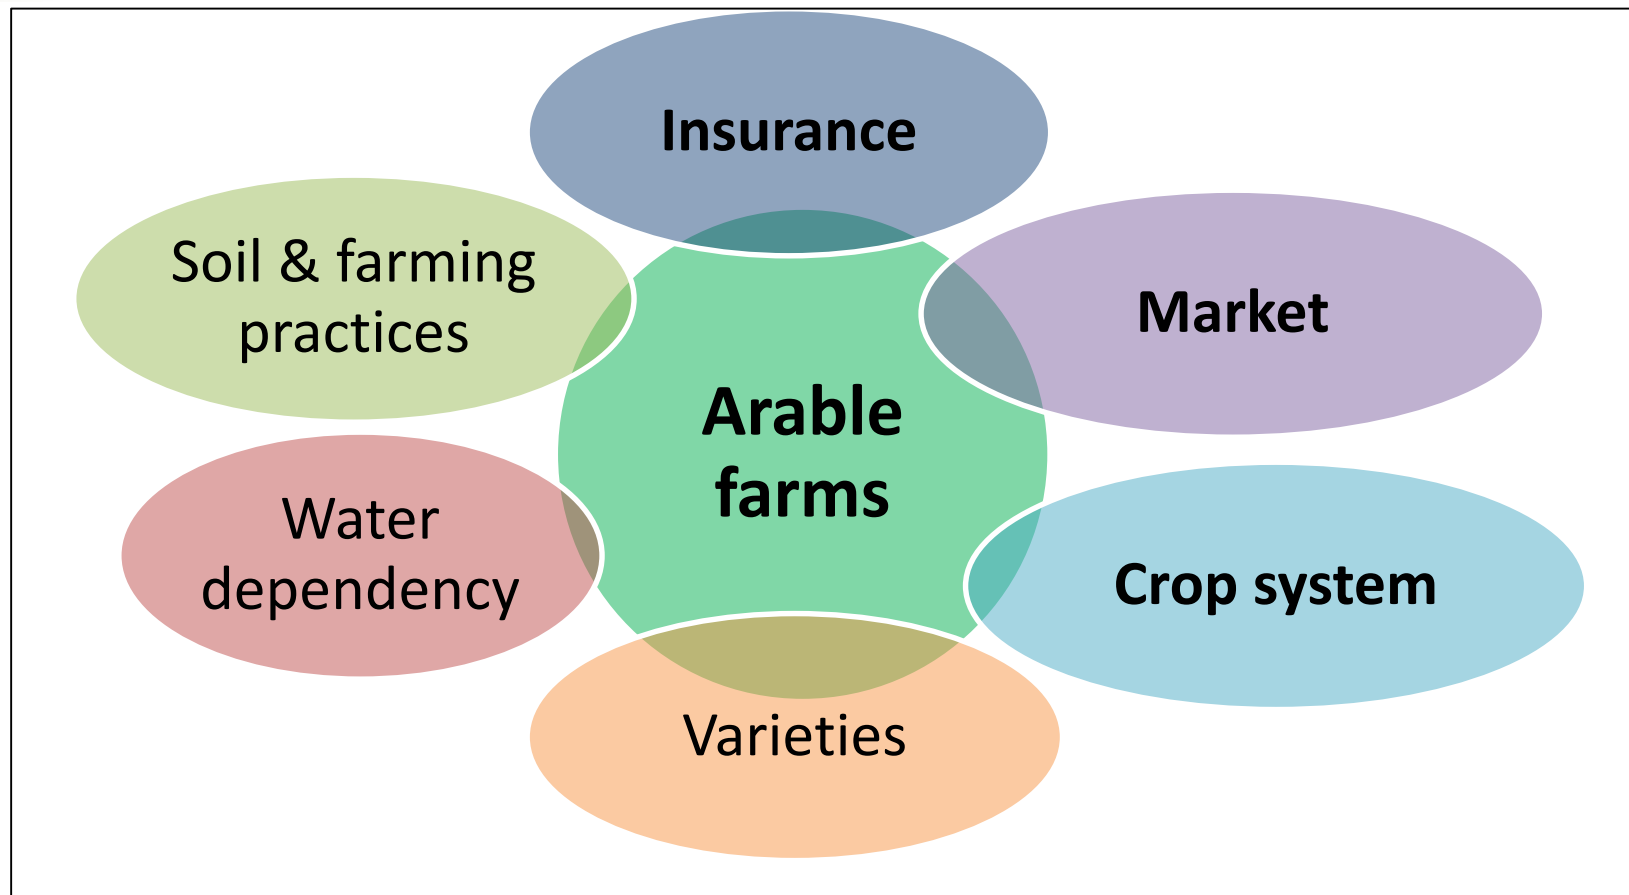 Insurance
Soil & farming
practices
Market
Arable
farms
Water
dependency
Crop system
Varieties